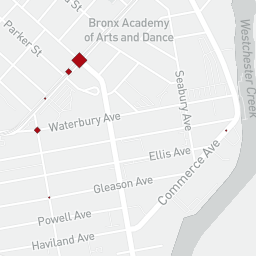 Bronx Academy
of Arts and Dance
Parker St
Westchester Creek
Seabury Ave
Waterbury Ave
Ellis Ave
Gleason Ave
Commerce Ave
Powell Ave
Haviland Ave